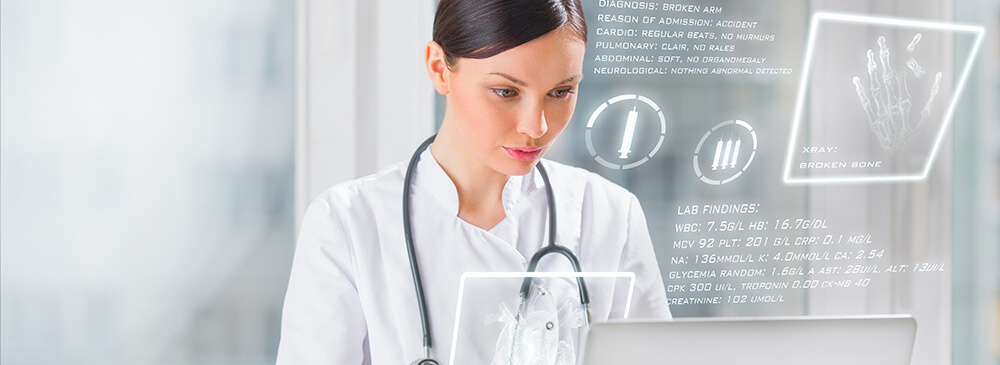 DIAGNOSIS: BROKEN ARM
REASON OF ADMISSION: ACCIDENT
CARDIO: REGULAR BEATS, NO MURMURS
PULMONARY: CLAIR, NO RALES
ABDOMINAL: SOFT, NO ORGANOMEGALY
NEUROLOGICAL: NOTHING ABNORMAL DETECTED
XRAY:
BROKEN BONE
LAB FINDINGS:
WBC: 7.5G/L HB: 16.7G/DL
MCV 92 PLT: 201 G/L CRP: 0.1 MG/L
NA: 136MMOL/L K: 4.0MMOL/L CA: 2.54
GLYCEMIA RANDOM: 1.6G/L A AST: 28UI/L, ALT: 13UI/L
CPK 300 UI/L, TROPONIN 0.00 CK-MB 40
CREATININE: 102 UMOL/L